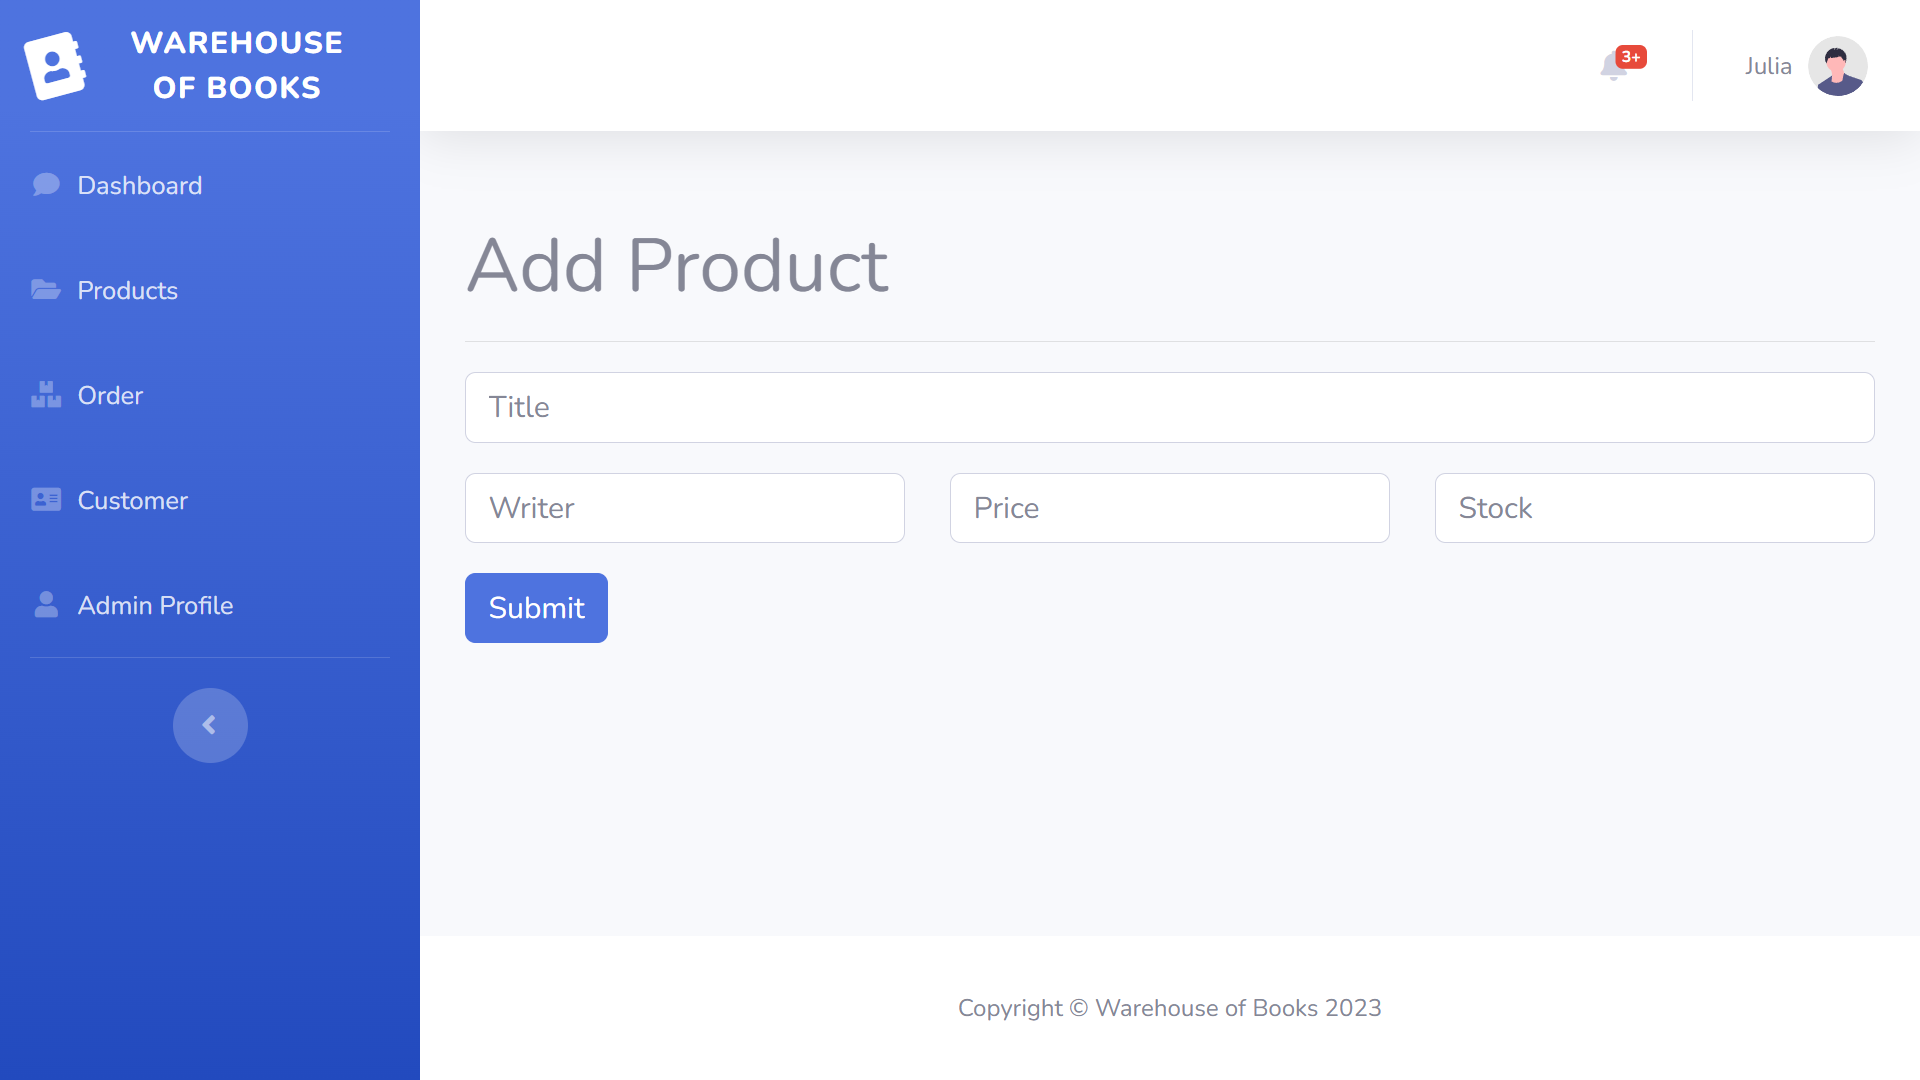 WAREHOUSE
OF BOOKS
Dashboard
Products
Order
Customer
Admin Profile
3+
Julia
Add Product
Title
Writer
Price
Stock
Submit
Copyright © Warehouse of Books 2023